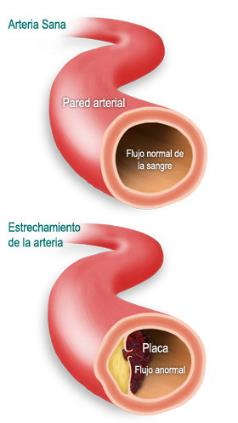 Arteria Sana
Pared arterial
Flujo normal de
la sangre
Estrechamiento
de la arteria
Placa
Flujo anormal